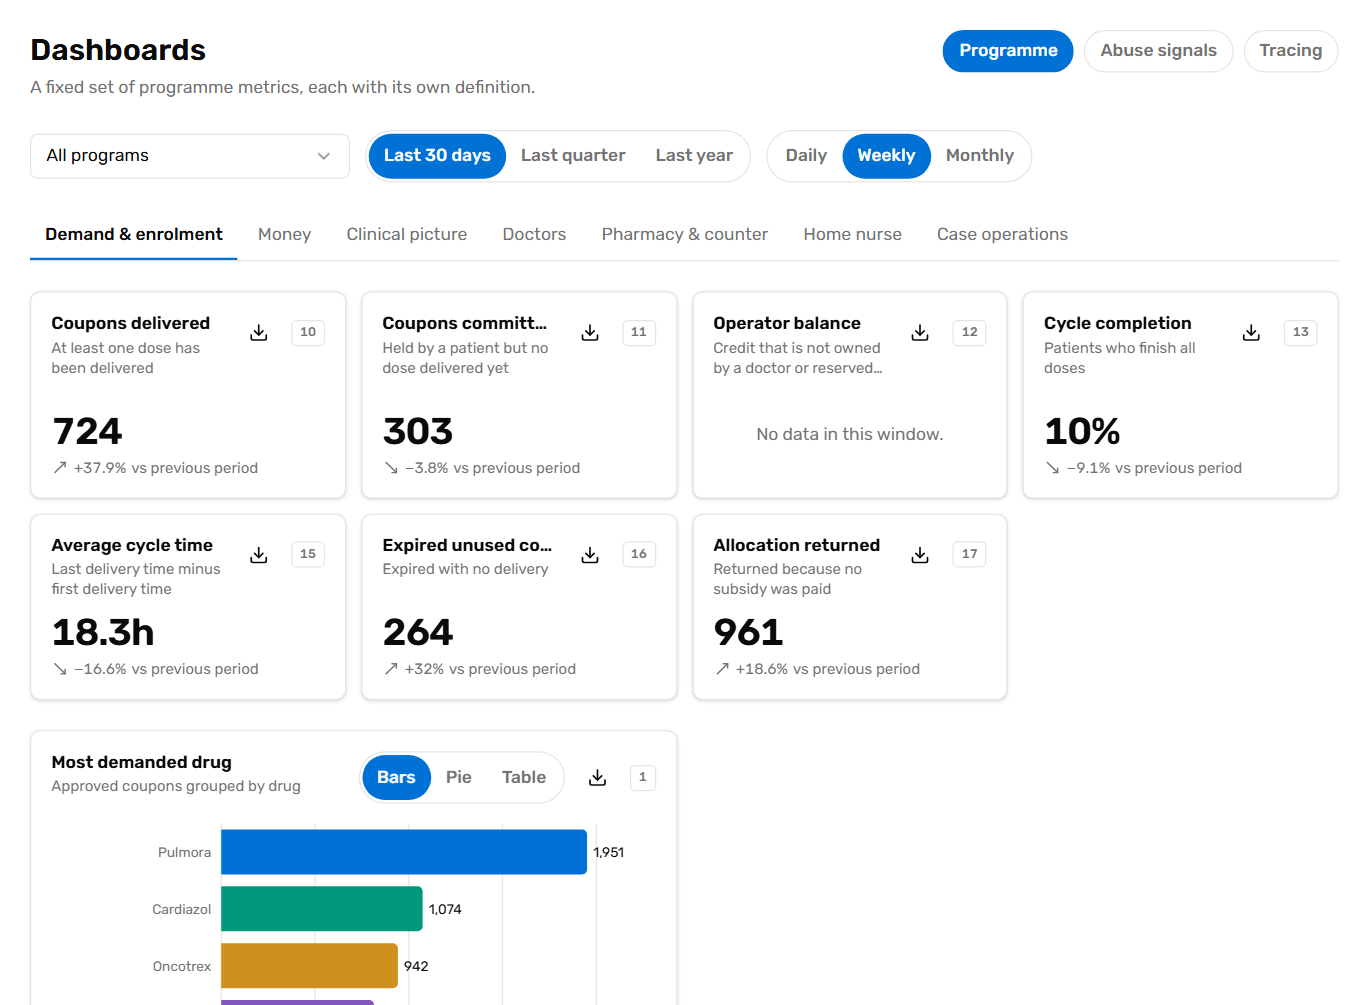 Dashboards
A fixed set of programme metrics, each with its own definition.
Programme
Abuse signals
Tracing
All programs
Last 30 days
Last quarter
Last year
Daily
Weekly
Monthly
Demand & enrolment
Money
Clinical picture
Doctors
Pharmacy & counter
Home nurse
Case operations
Coupons delivered
10
At least one dose has
been delivered
724
+37.9% vs previous period
Coupons committ...
11
Held by a patient but no
dose delivered yet
303
−3.8% vs previous period
Operator balance
12
Credit that is not owned
by a doctor or reserved...
No data in this window.
Cycle completion
13
Patients who finish all
doses
10%
−9.1% vs previous period
Average cycle time
15
Last delivery time minus
first delivery time
18.3h
−16.6% vs previous period
Expired unused co...
16
Expired with no delivery
264
+32% vs previous period
Allocation returned
17
Returned because no
subsidy was paid
961
+18.6% vs previous period
Most demanded drug
Approved coupons grouped by drug
Bars
Pie
Table
1
Pulmora
1,951
Cardiazol
1,074
Oncotrex
942